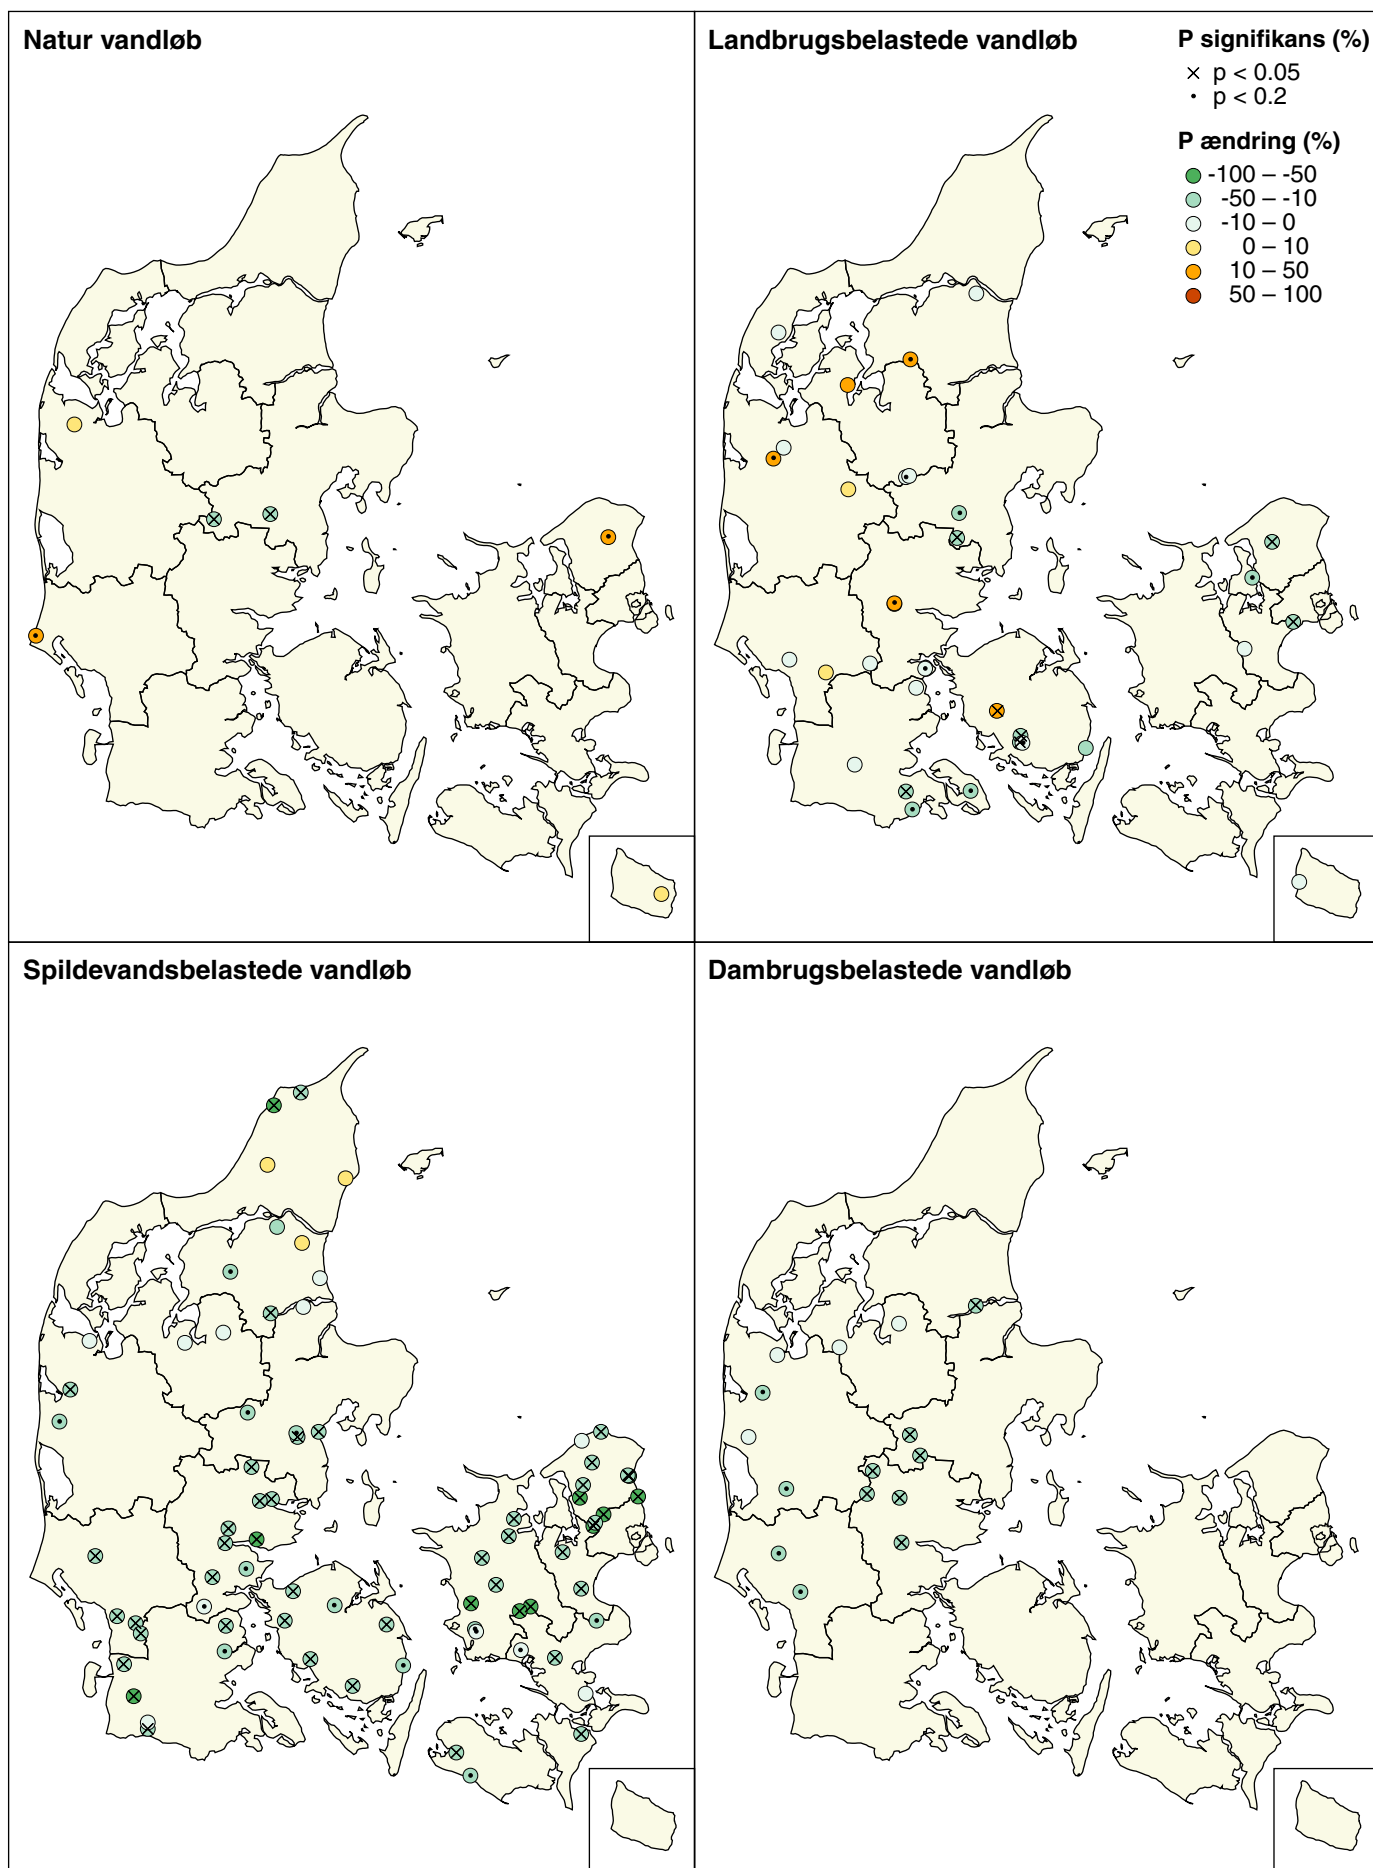 Natur vandløb
Landbrugsbelastede vandløb
P signifikans (%)
p < 0.05
p < 0.2
P ændring (%)
-100 – -50
-50 – -10
-10 – 0
0 – 10
10 – 50
50 – 100
Spildevandsbelastede vandløb
Dambrugsbelastede vandløb